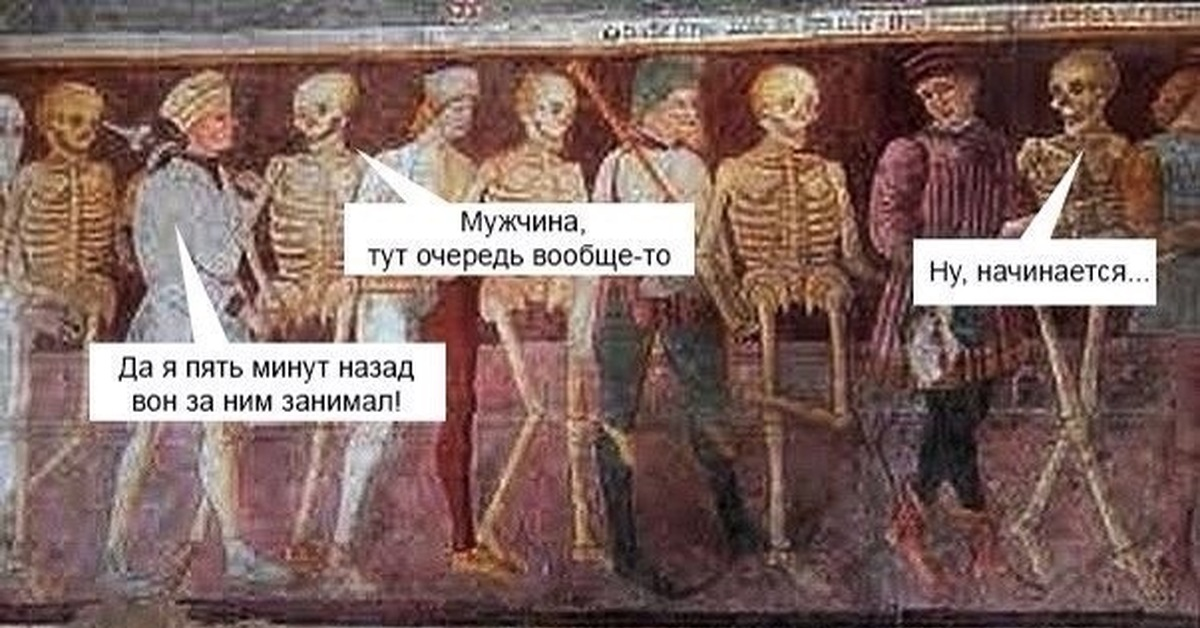 Мужчина,
тут очередь вообще-то
Ну, начинается...
Да я пять минут назад
вон за ним занимал!